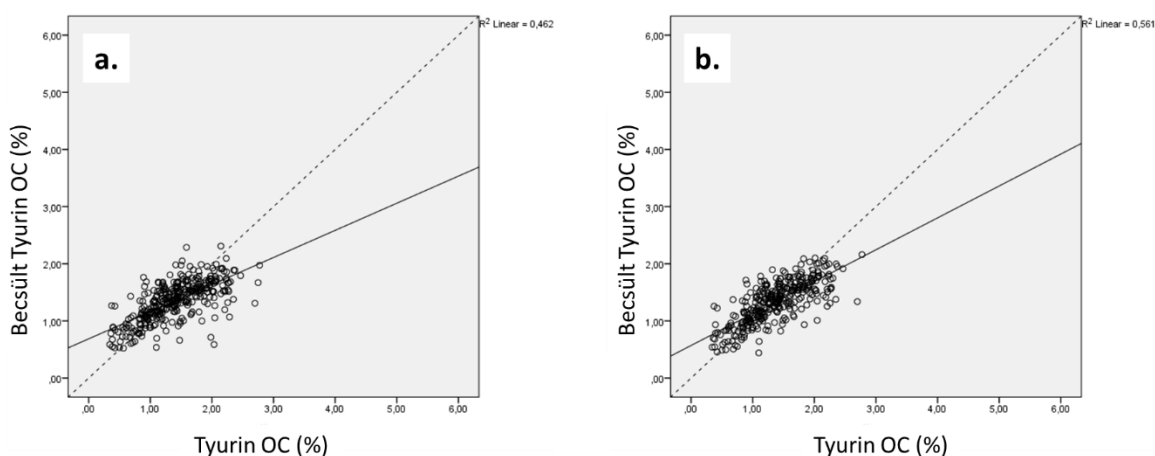 a.
R² Linear = 0,462
6,00
5,00
4,00
3,00
2,00
1,00
,00
Becsült Tyurin OC (%)
,00 1,00 2,00 3,00 4,00 5,00 6,00
Tyurin OC (%)
b.
R² Linear = 0,561
6,00
5,00
4,00
3,00
2,00
1,00
,00
Becsült Tyurin OC (%)
,00 1,00 2,00 3,00 4,00 5,00 6,00
Tyurin OC (%)